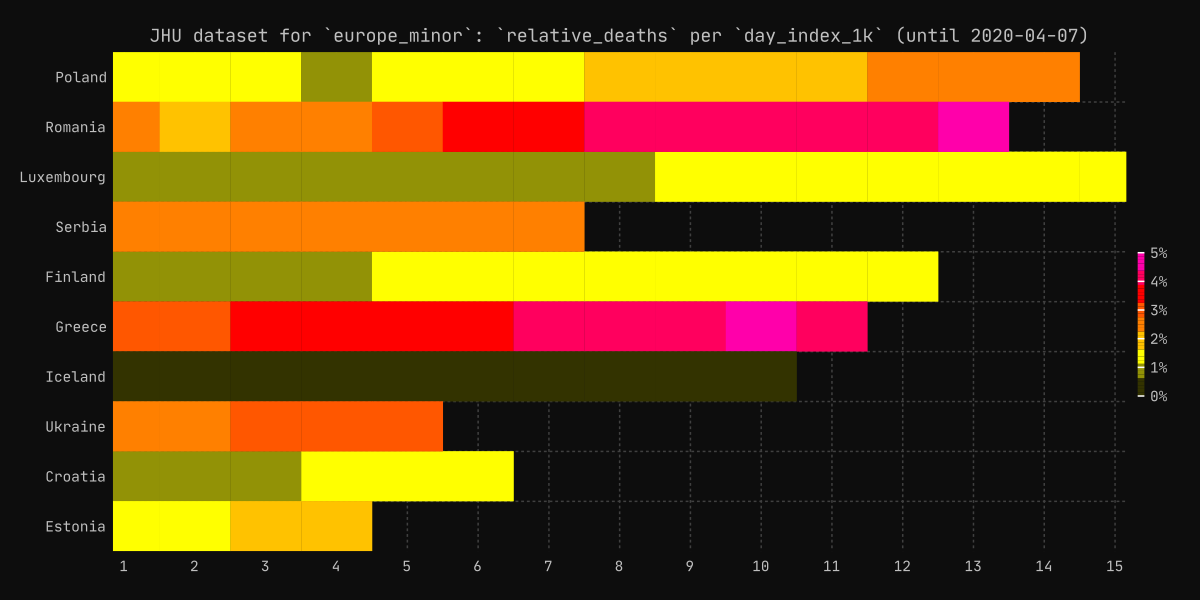 JHU dataset for `europe_minor`: `relative_deaths` per `day_index_1k` (until 2020-04-07)
Poland
Romania
Luxembourg
Serbia
Finland
Greece
Iceland
Ukraine
Croatia
Estonia
5%
4%
3%
2%
1%
0%
1 2 3 4 5 6 7 8 9 10 11 12 13 14 15